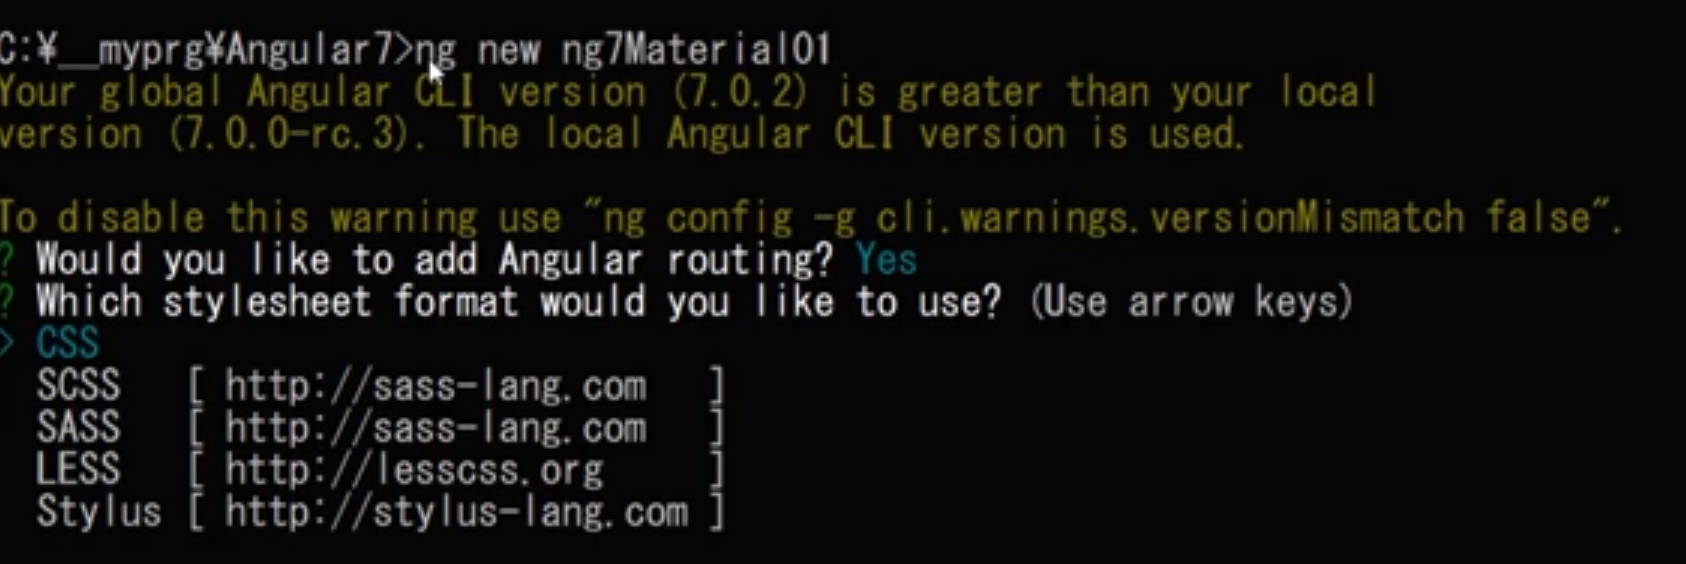 C:¥__myprg¥Angular7>ng new ng7Material01
Your global Angular CLI version (7.0.2) is greater than your local
version (7.0.0-rc.3). The local Angular CLI version is used.
To disable this warning use "ng config -g cli.warnings.versionMismatch false".
? Would you like to add Angular routing? Yes
? Which stylesheet format would you like to use? (Use arrow keys)
> CSS
SCSS [ http://sass-lang.com ]
SASS [ http://sass-lang.com ]
LESS [ http://lesscss.org ]
Stylus [ http://stylus-lang.com ]